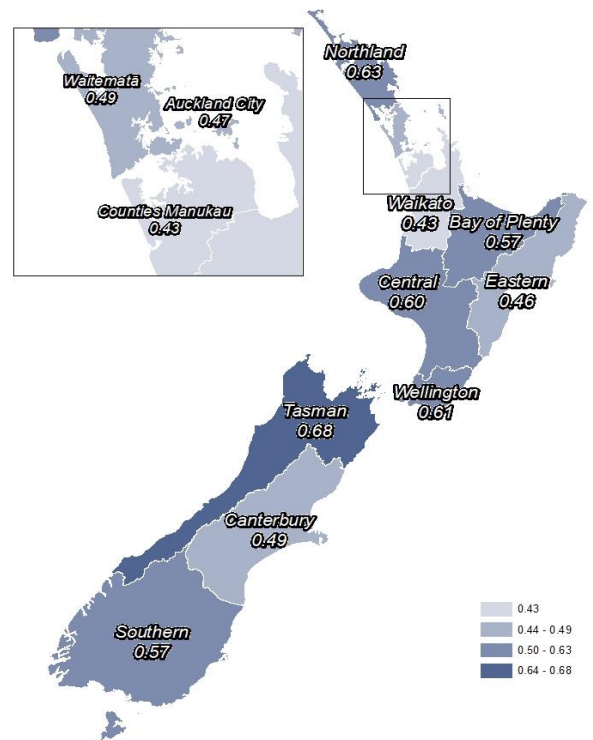 Waitematā
0.49
Auckland City
0.47
Counties Manukau
0.43
Northland
0.63
Waikato
0.43
Bay of Plenty
0.57
Central
0.60
Eastern
0.46
Wellington
0.61
Tasman
0.68
Canterbury
0.49
Southern
0.57
0.43
0.44 - 0.49
0.50 - 0.63
0.64 - 0.68